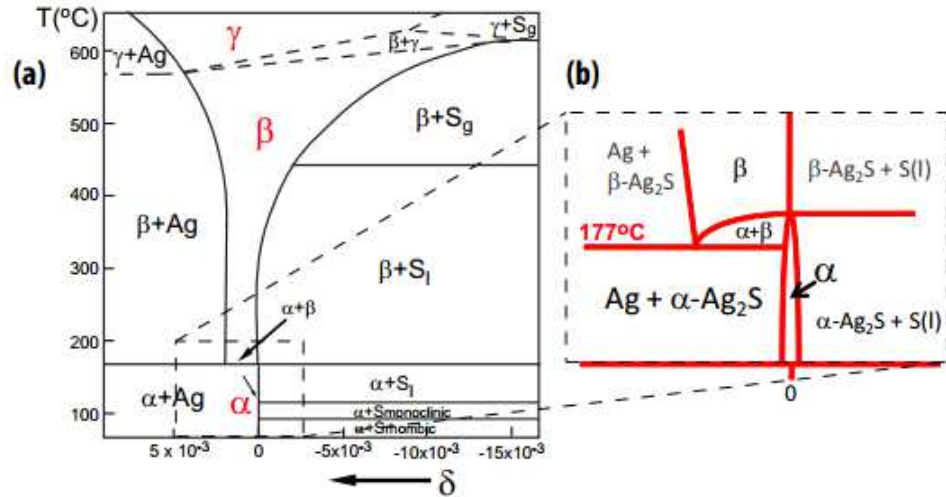 T(ºC)
(a)
γ
γ+Ag
β+γ
γ+Sg
600
500
β
β+Sg
400
β+Ag
300
β+Sl
α+β
200
α+Ag
α
α+Sl
α+Smonoclinic
α+Srhombic
100
5 x 10⁻³
0
-5x10⁻³
-10x10⁻³
-15x10⁻³
δ
(b)
Ag +
β-Ag₂S
β
β-Ag₂S + S(l)
177ºC
α+β
Ag + α-Ag₂S
α
α-Ag₂S + S(l)
0